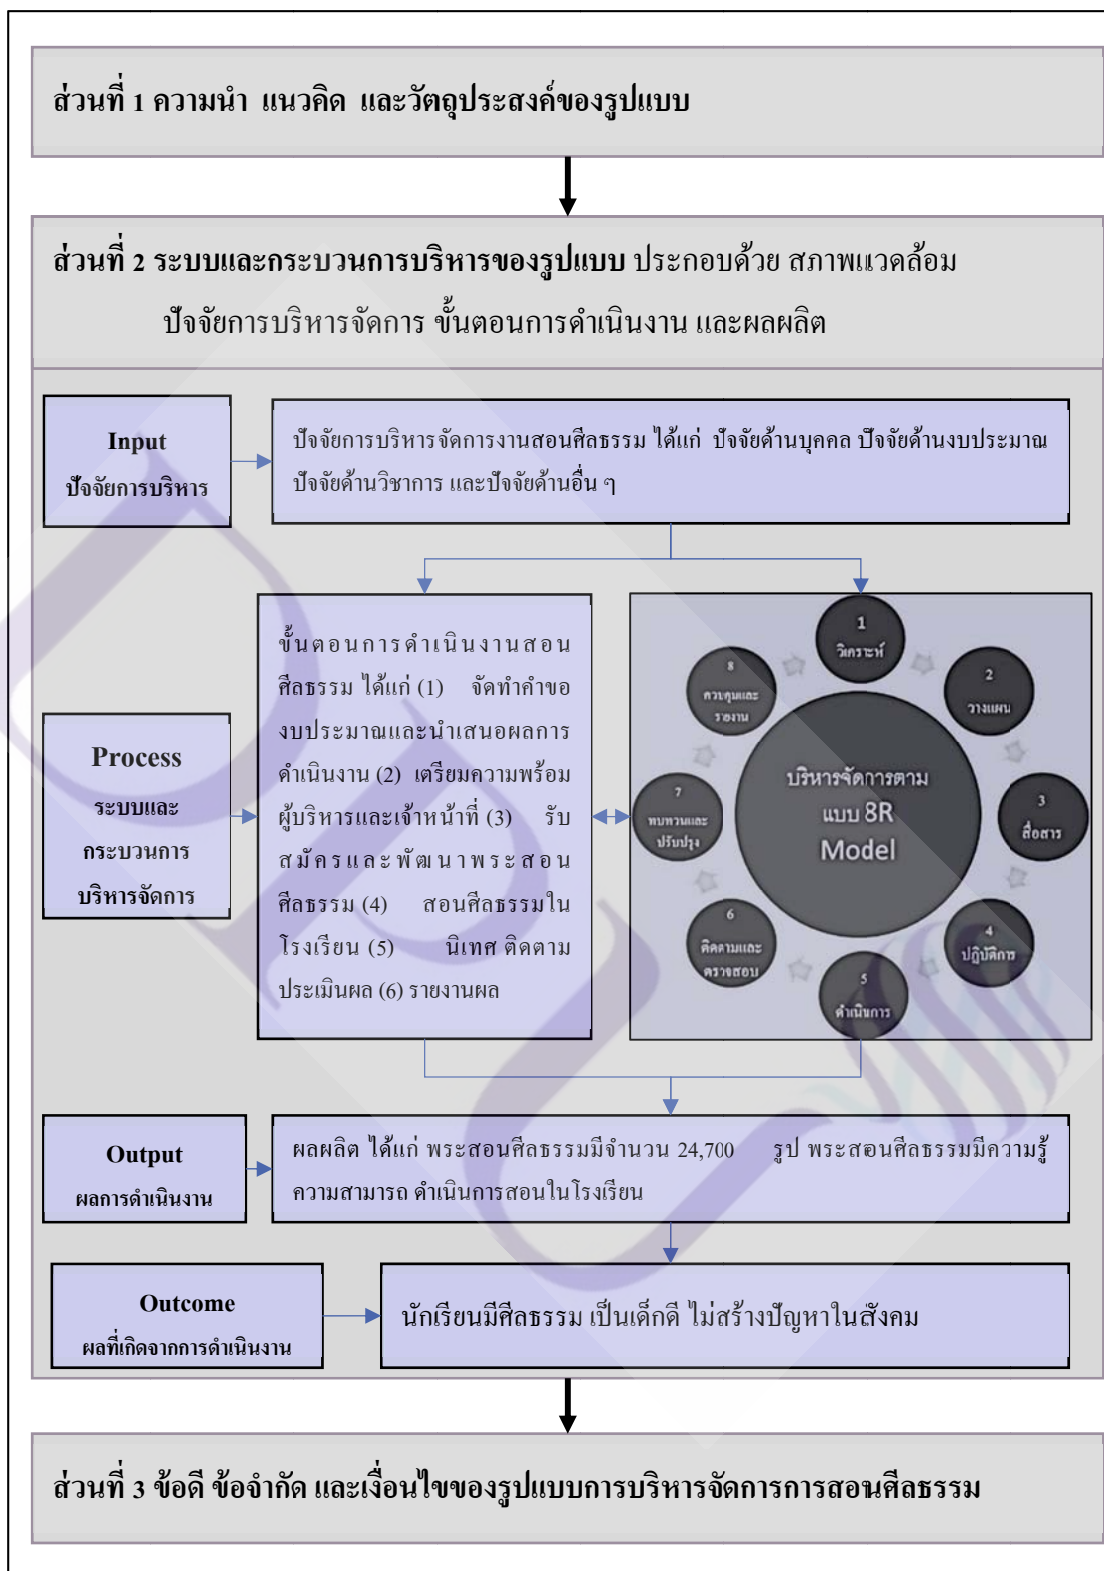 ส่วนที่ 1 ความนำ แนวคิด และวัตถุประสงค์ของรูปแบบ
ส่วนที่ 2 ระบบและกระบวนการบริหารของรูปแบบ ประกอบด้วย สภาพแวดล้อม
ปัจจัยการบริหารจัดการ ขั้นตอนการดำเนินงาน และผลผลิต
Input
ปัจจัยการบริหาร
ปัจจัยการบริหารจัดการงานสอนศีลธรรม ได้แก่ ปัจจัยด้านบุคคล ปัจจัยด้านงบประมาณ
ปัจจัยด้านวิชาการ และปัจจัยด้านอื่น ๆ
Process
ระบบและ
กระบวนการ
บริหารจัดการ
ขั้นตอนการดำเนินงานสอน
ศีลธรรม ได้แก่ (1) จัดทำคำขอ
งบประมาณและนำเสนอผลการ
ดำเนินงาน (2) เตรียมความพร้อม
ผู้บริหารและเจ้าหน้าที่ (3) รับ
สมัครและพัฒนาพระสอน
ศีลธรรม (4) สอนศีลธรรมใน
โรงเรียน (5) นิเทศ ติดตาม
ประเมินผล (6) รายงานผล
บริหารจัดการตาม
แบบ 8R
Model
1
วิเคราะห์
2
วางแผน
3
สื่อสาร
4
ปฏิบัติการ
5
ดำเนินการ
6
ติดตามและ
ตรวจสอบ
7
ทบทวนและ
ปรับปรุง
8
ควบคุมและ
รายงาน
Output
ผลการดำเนินงาน
ผลผลิต ได้แก่ พระสอนศีลธรรมมีจำนวน 24,700 รูป พระสอนศีลธรรมมีความรู้
ความสามารถ ดำเนินการสอนในโรงเรียน
Outcome
ผลที่เกิดจากการดำเนินงาน
นักเรียนมีศีลธรรม เป็นเด็กดี ไม่สร้างปัญหาในสังคม
ส่วนที่ 3 ข้อดี ข้อจำกัด และเงื่อนไขของรูปแบบการบริหารจัดการการสอนศีลธรรม